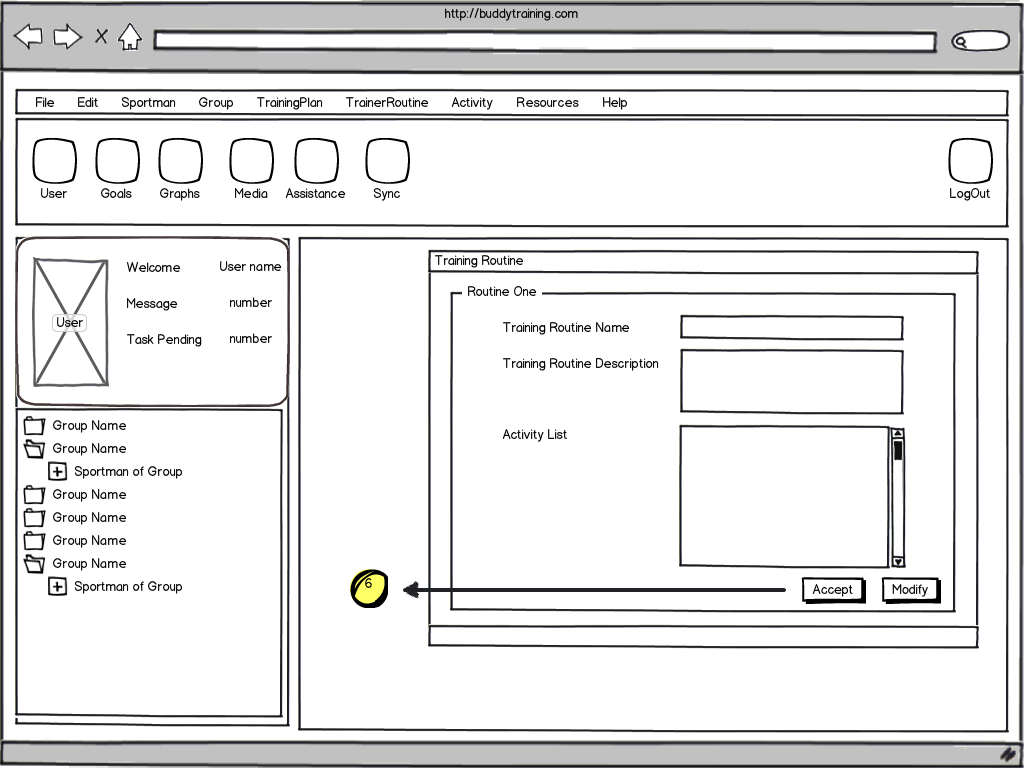 http://buddytraining.com
File Edit Sportman Group TrainingPlan TrainerRoutine Activity Resources Help
User Goals Graphs Media Assistance Sync LogOut
Welcome User name
Message number
User
Task Pending number
Group Name
Group Name
Sportman of Group
Group Name
Group Name
Group Name
Group Name
Sportman of Group
Training Routine
Routine One
Training Routine Name
Training Routine Description
Activity List
6
Accept Modify